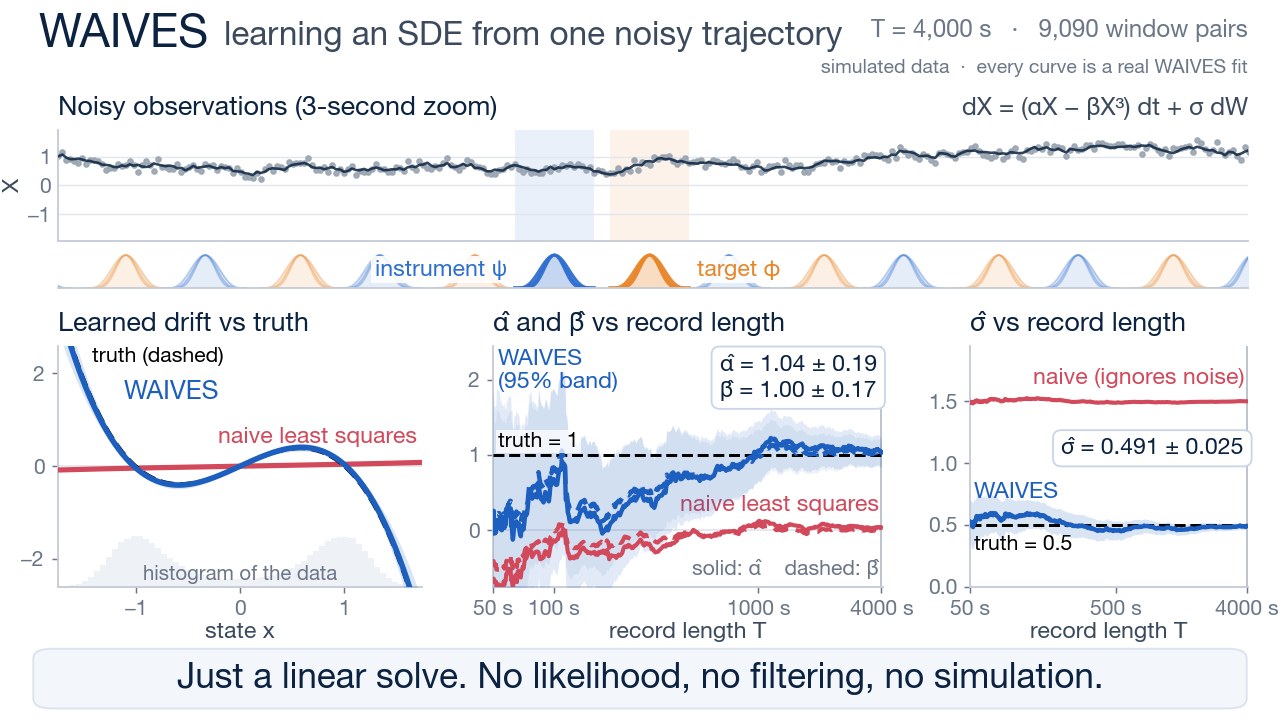 WAIVES learning an SDE from one noisy trajectory
T = 4,000 s · 9,090 window pairs
simulated data · every curve is a real WAIVES fit
Noisy observations (3-second zoom)
dX = (αX − βX³) dt + σ dW
1
0
−1
X
instrument ψ
target φ
Learned drift vs truth
truth (dashed)
WAIVES
naive least squares
histogram of the data
2
0
−2
−1
0
1
state x
α̂ and β̂ vs record length
WAIVES
(95% band)
α̂ = 1.04 ± 0.19
β̂ = 1.00 ± 0.17
truth = 1
naive least squares
solid: α̂ dashed: β̂
2
1
0
50 s
100 s
1000 s
4000 s
record length T
σ̂ vs record length
naive (ignores noise)
σ̂ = 0.491 ± 0.025
WAIVES
truth = 0.5
1.5
1.0
0.5
0.0
50 s
500 s
4000 s
record length T
Just a linear solve. No likelihood, no filtering, no simulation.